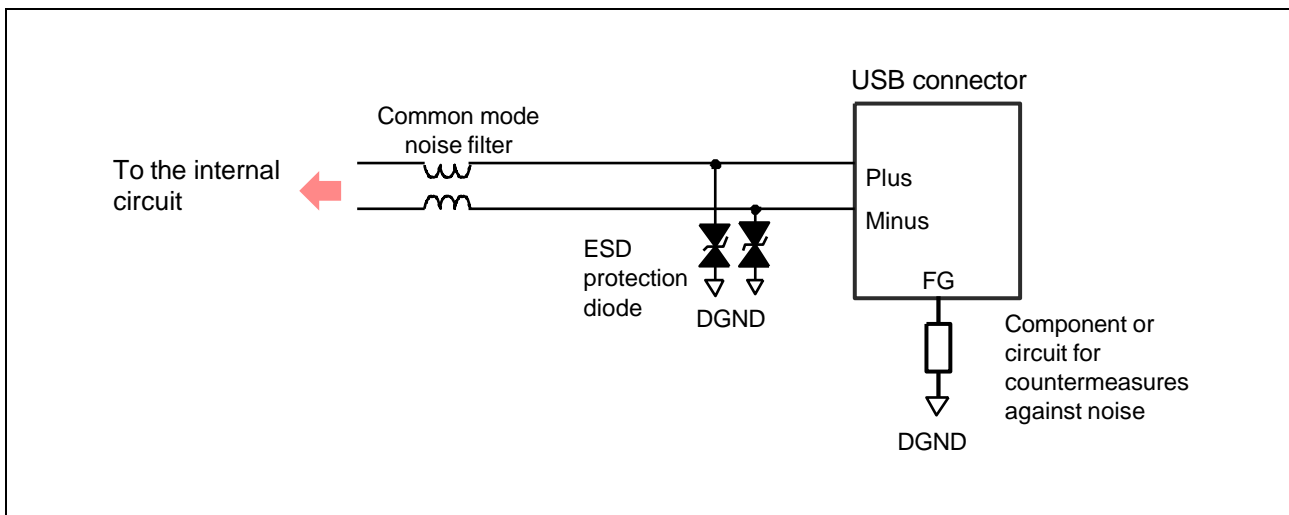 USB connector
Common mode
noise filter
To the internal
circuit
Plus
Minus
ESD
protection
diode
DGND
FG
Component or
circuit for
countermeasures
against noise
DGND